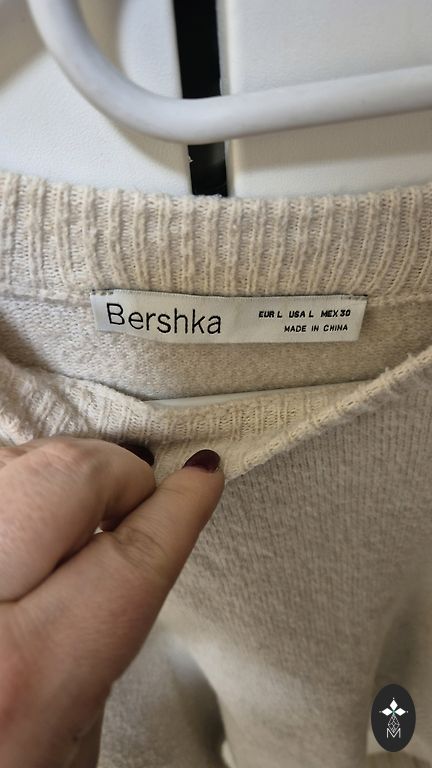 Bershka
EUR L USA L MEX 30
MADE IN CHINA
M